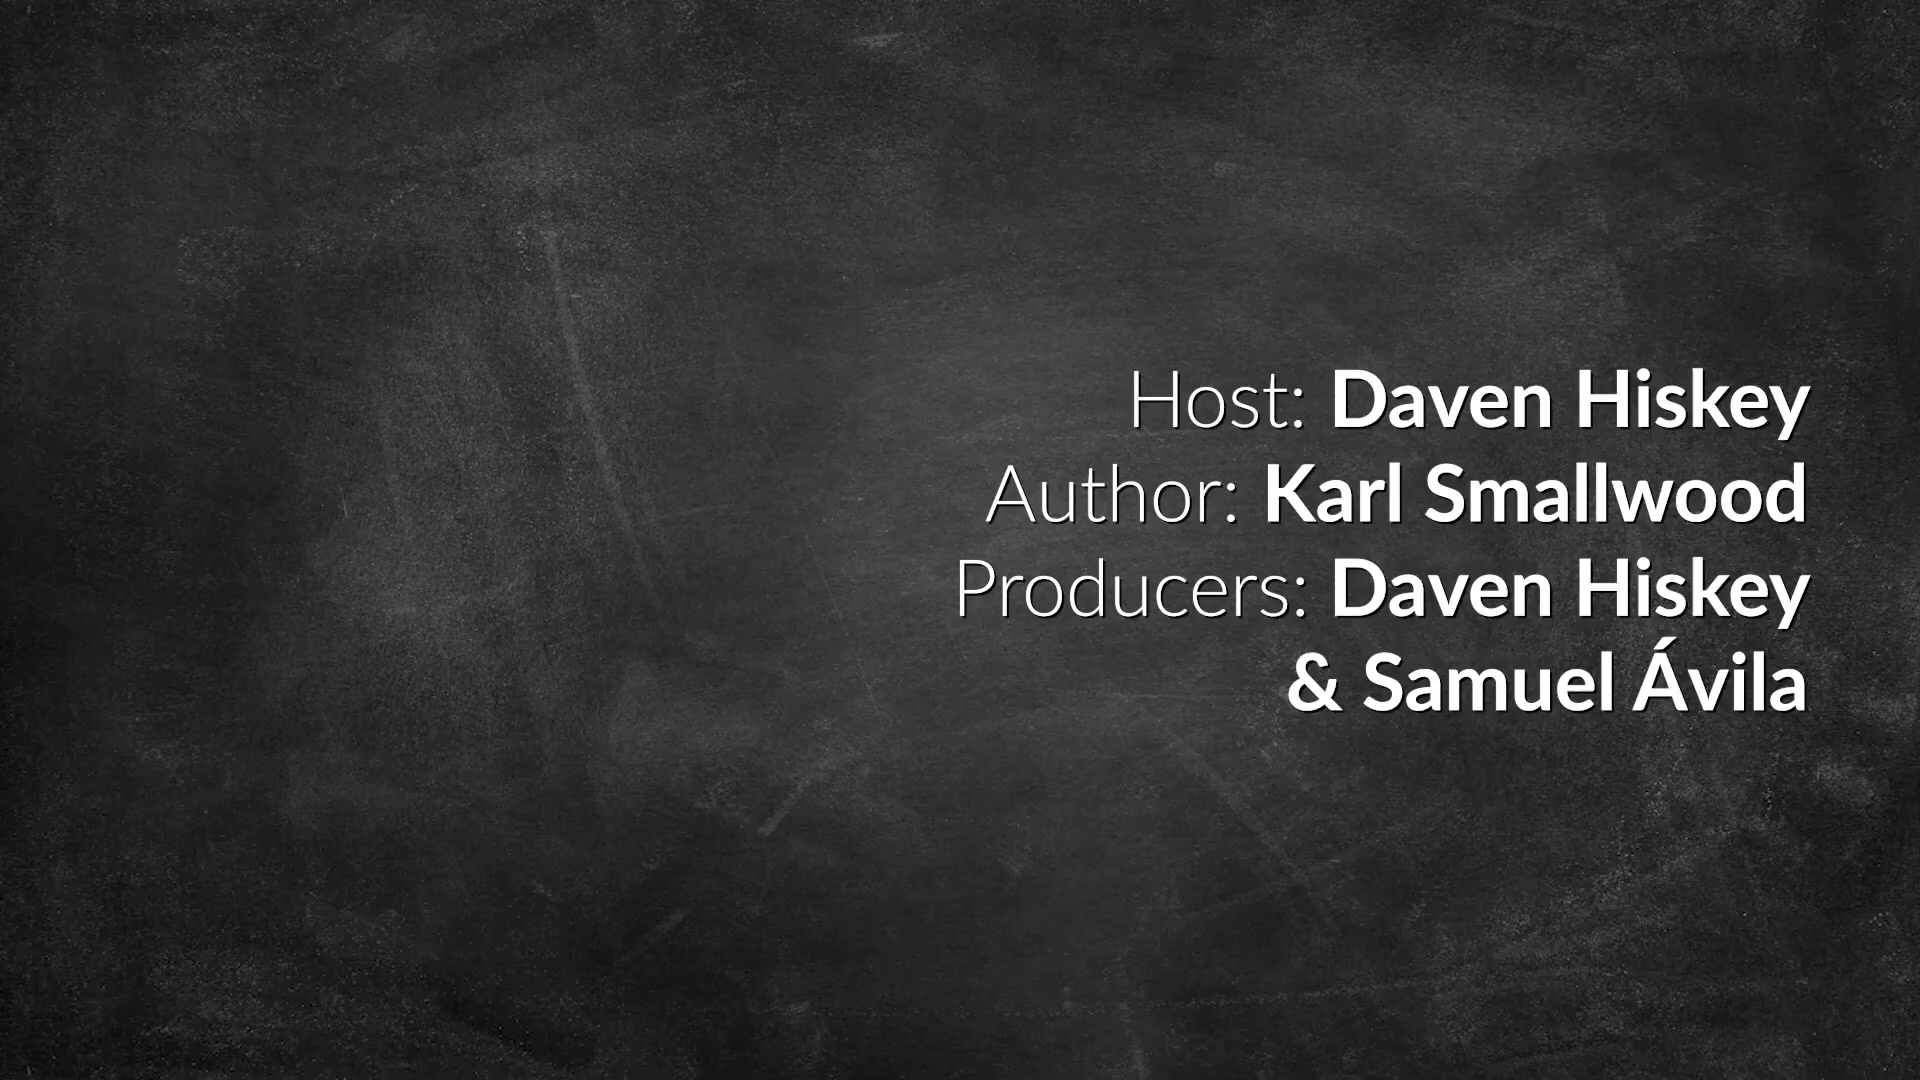 Host: Daven Hiskey
Author: Karl Smallwood
Producers: Daven Hiskey
& Samuel Ávila